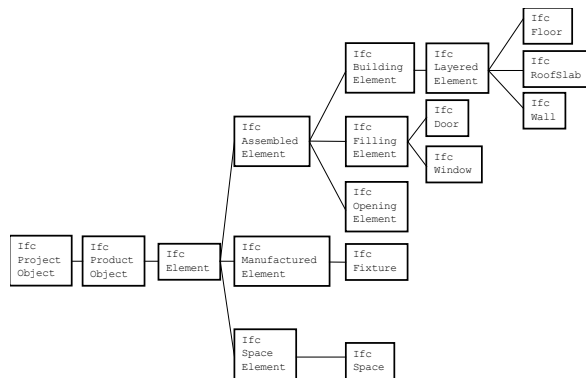 Ifc
Floor
Ifc
Building
Element
Ifc
Layered
Element
Ifc
RoofSlab
Ifc
Wall
Ifc
Assembled
Element
Ifc
Filling
Element
Ifc
Door
Ifc
Window
Ifc
Opening
Element
Ifc
Project
Object
Ifc
Product
Object
Ifc
Element
Ifc
Manufactured
Element
Ifc
Fixture
Ifc
Space
Element
Ifc
Space